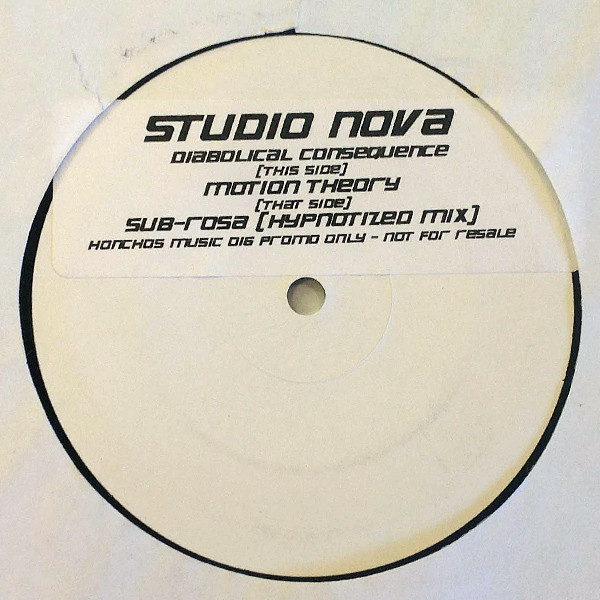 STUDIO NOVA
DIABOLICAL CONSEQUENCE
[THIS SIDE]
MOTION THEORY
[THAT SIDE]
SUB-ROSA [HYPNOTIZED MIX]
HONCHOS MUSIC 016 PROMO ONLY - NOT FOR RESALE